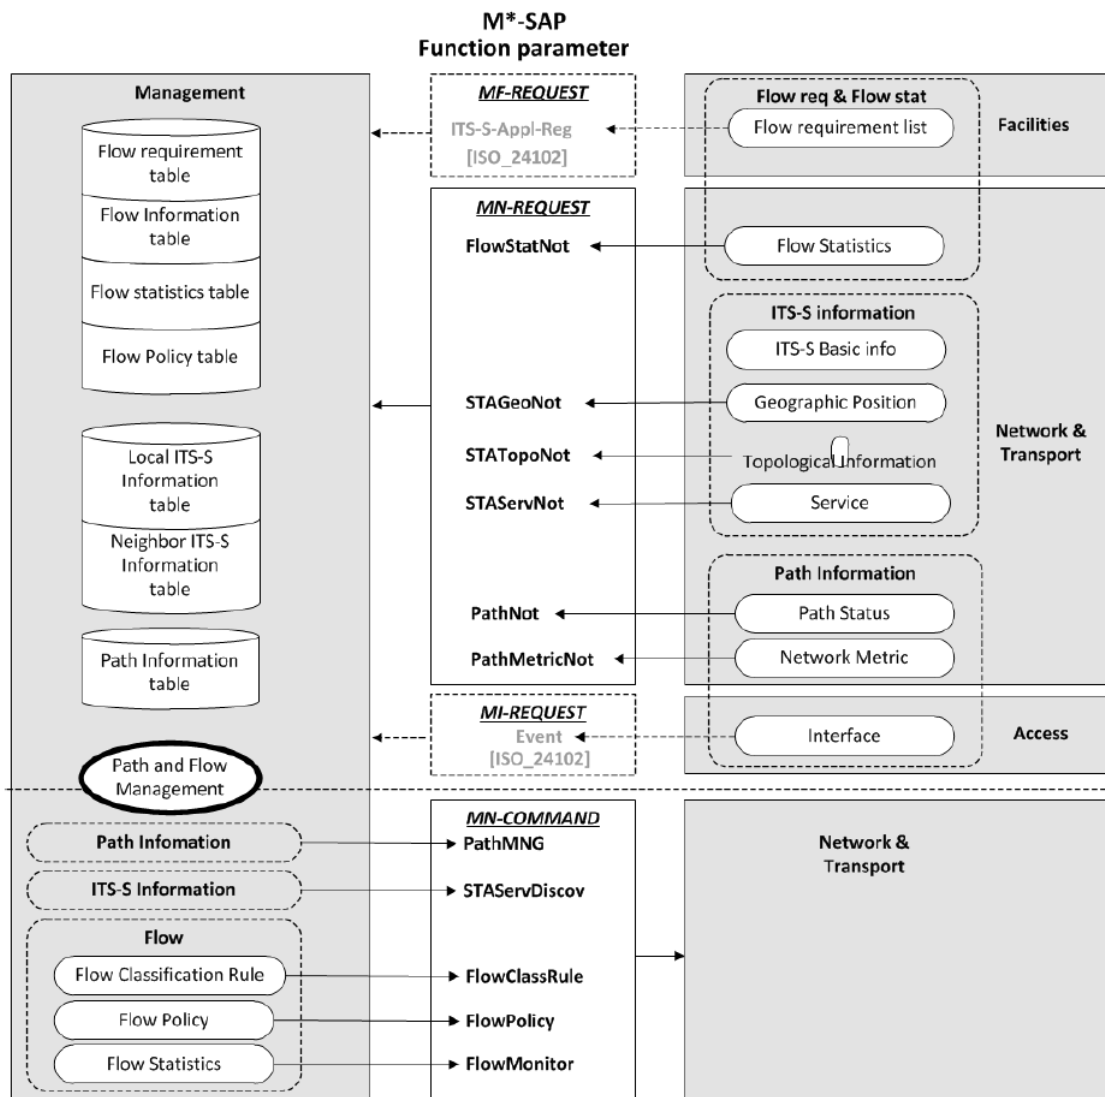 M*-SAP
Function parameter
Management
Flow requirement
table
Flow Information
table
Flow statistics table
Flow Policy table
Local ITS-S
Information
table
Neighbor ITS-S
Information
table
Path Information
table
Path and Flow
Management
MF-REQUEST
ITS-S-Appl-Reg
[ISO_24102]
Flow req & Flow stat
Flow requirement list
Facilities
MN-REQUEST
FlowStatNot
Flow Statistics
ITS-S information
ITS-S Basic info
STAGeoNot
Geographic Position
STATopoNot
Topological Information
STAServNot
Service
Network &
Transport
Path Information
PathNot
Path Status
PathMetricNot
Network Metric
MI-REQUEST
Event
[ISO_24102]
Interface
Access
MN-COMMAND
Path Infomation
PathMNG
ITS-S Information
STAServDiscov
Flow
Flow Classification Rule
FlowClassRule
Flow Policy
FlowPolicy
Flow Statistics
FlowMonitor
Network &
Transport